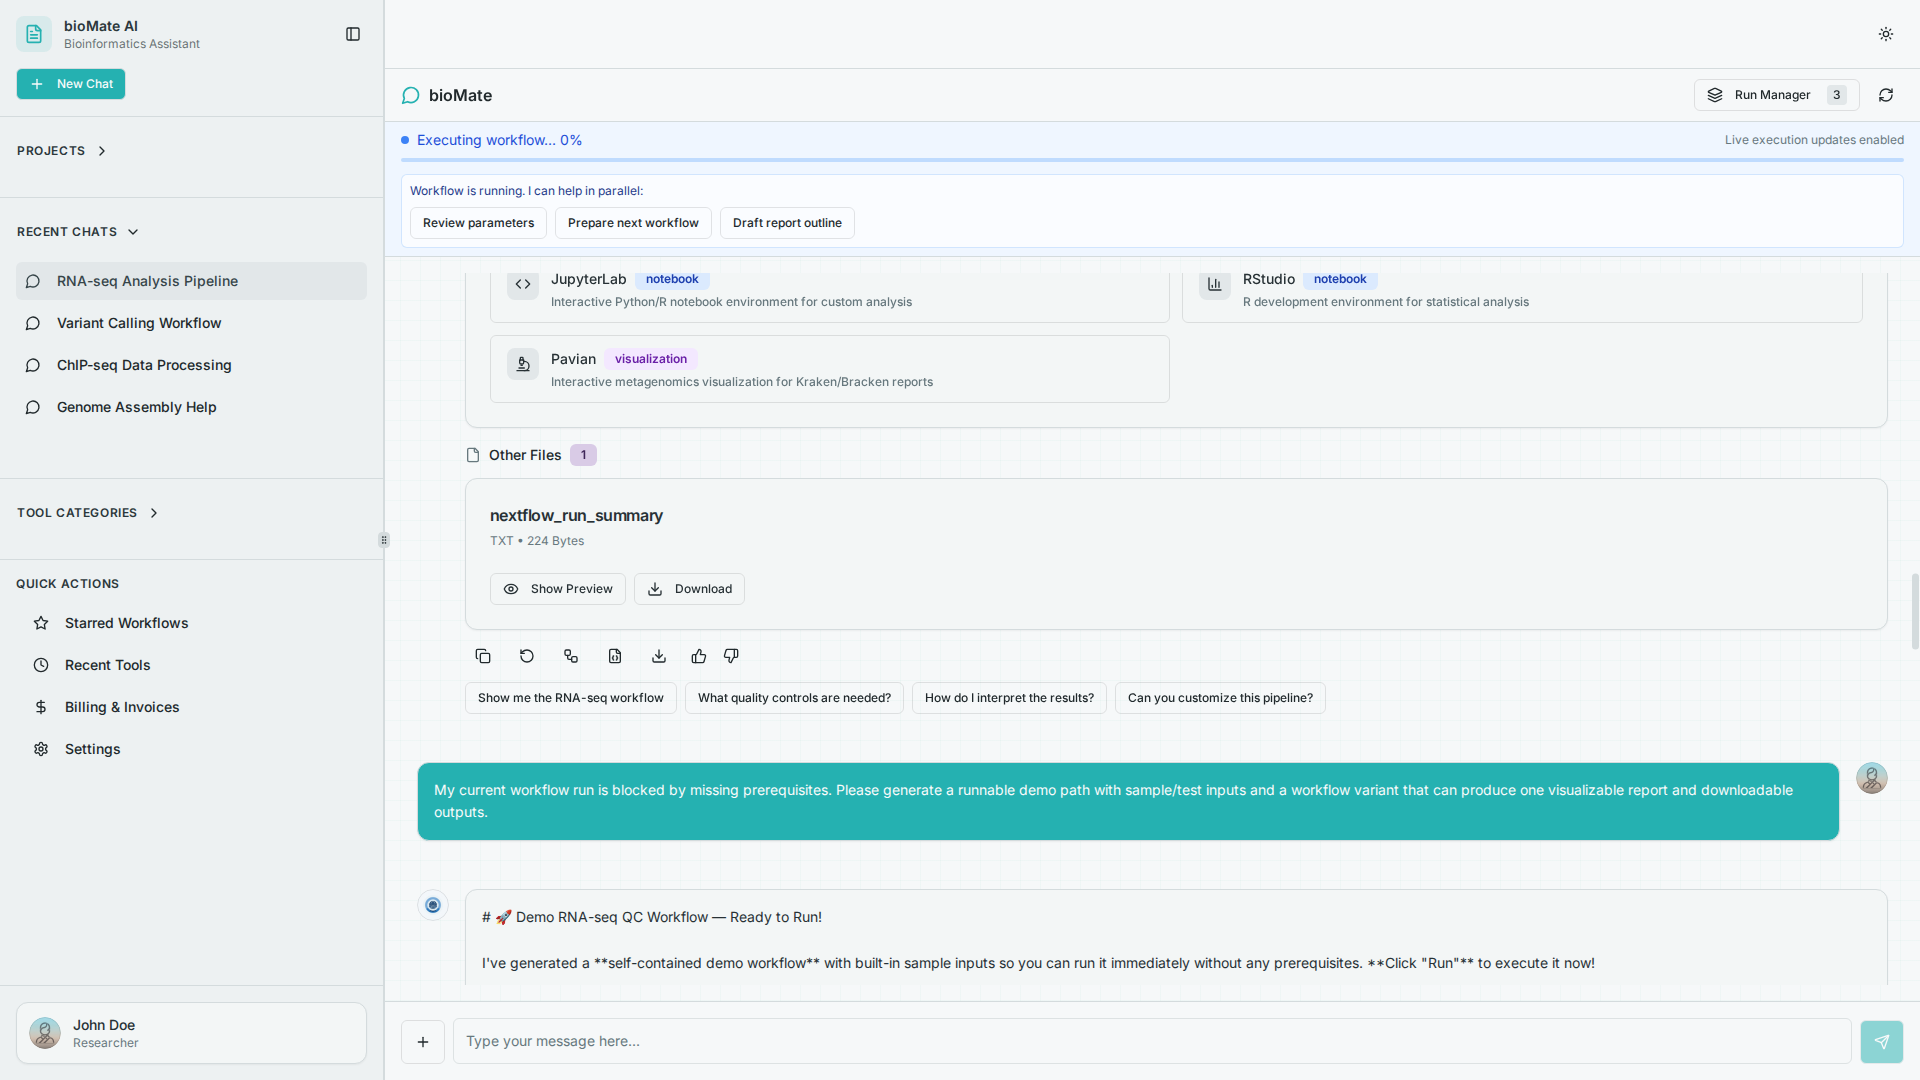 bioMate AI
Bioinformatics Assistant
New Chat
PROJECTS
RECENT CHATS
RNA-seq Analysis Pipeline
Variant Calling Workflow
ChIP-seq Data Processing
Genome Assembly Help
TOOL CATEGORIES
QUICK ACTIONS
Starred Workflows
Recent Tools
Billing & Invoices
Settings
John Doe
Researcher
bioMate
Run Manager 3
Executing workflow... 0%
Live execution updates enabled
Workflow is running. I can help in parallel:
Review parameters
Prepare next workflow
Draft report outline
JupyterLab notebook
Interactive Python/R notebook environment for custom analysis
RStudio notebook
R development environment for statistical analysis
Pavian visualization
Interactive metagenomics visualization for Kraken/Bracken reports
Other Files 1
nextflow_run_summary
TXT • 224 Bytes
Show Preview
Download
Show me the RNA-seq workflow
What quality controls are needed?
How do I interpret the results?
Can you customize this pipeline?
My current workflow run is blocked by missing prerequisites. Please generate a runnable demo path with sample/test inputs and a workflow variant that can produce one visualizable report and downloadable
outputs.
# 🚀 Demo RNA-seq QC Workflow — Ready to Run!
I've generated a **self-contained demo workflow** with built-in sample inputs so you can run it immediately without any prerequisites. **Click "Run"** to execute it now!
Type your message here...